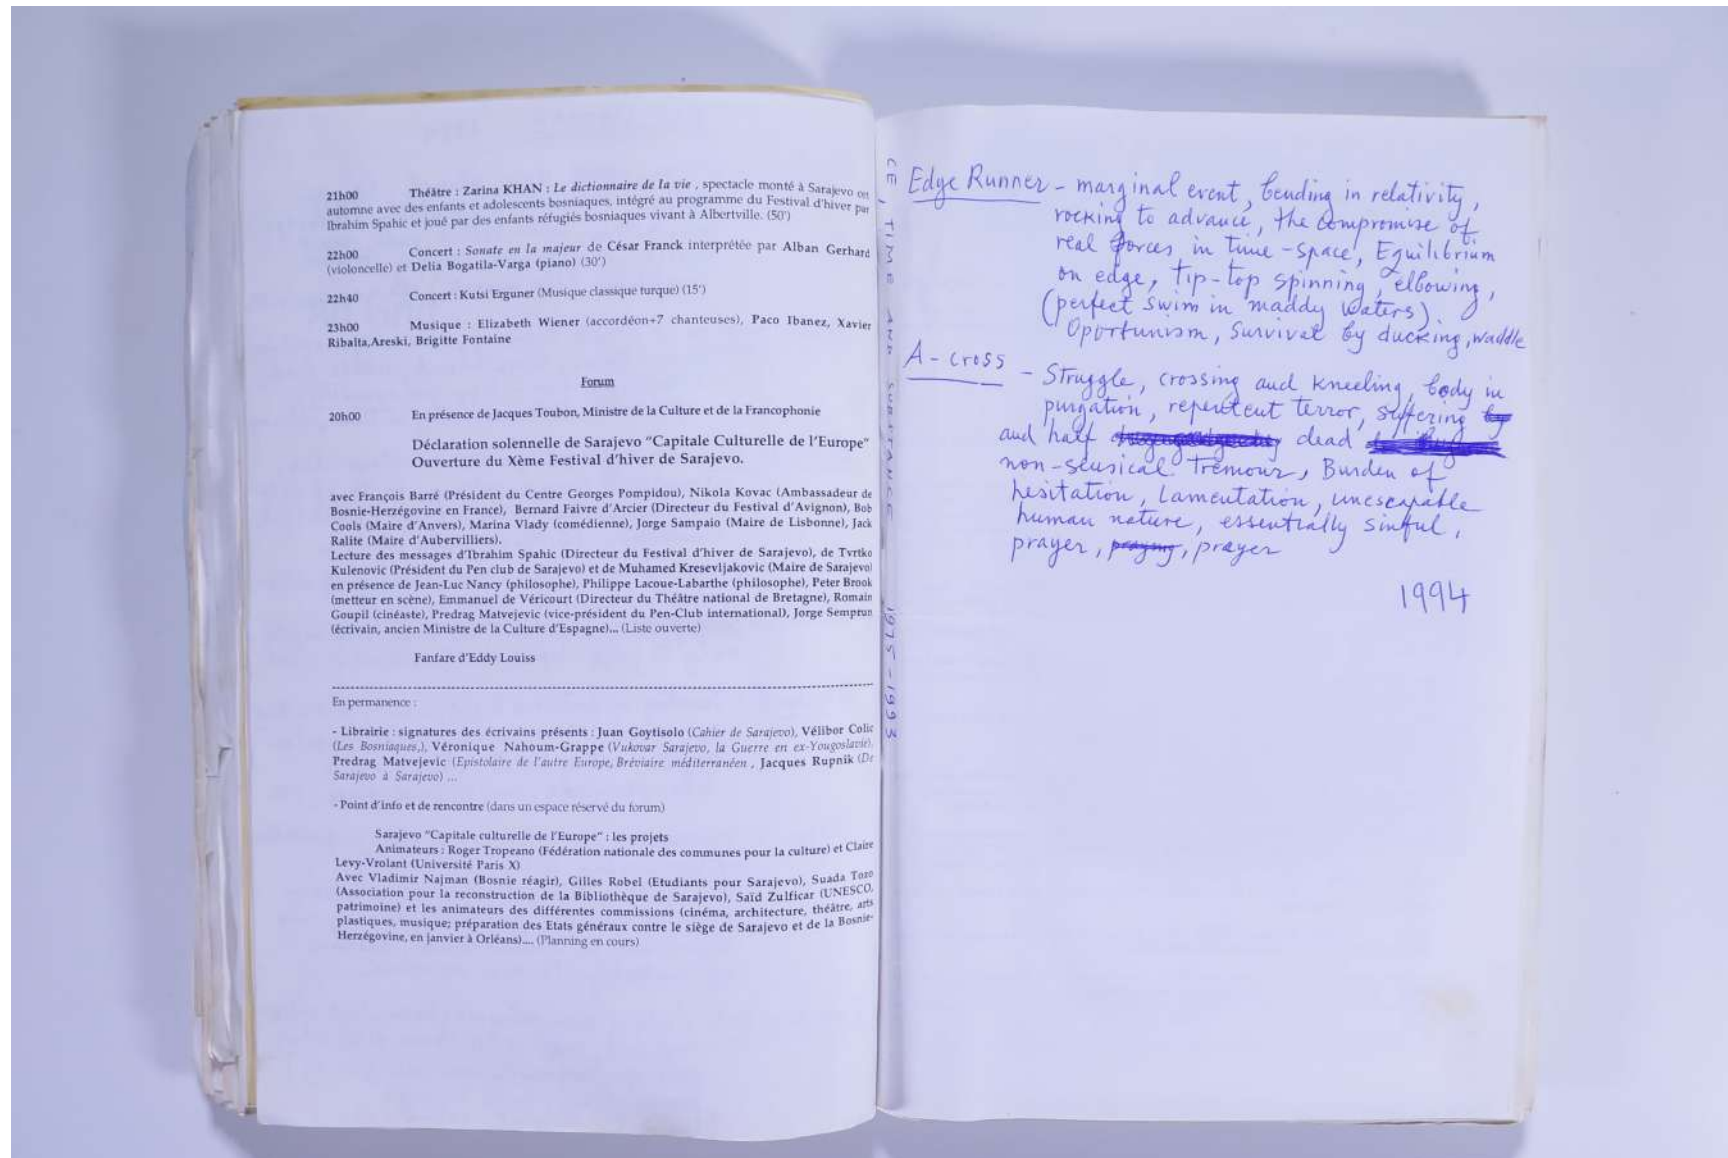 21h00 Théâtre : Zarina KHAN : Le dictionnaire de la vie , spectacle monté à Sarajevo cet
automne avec des enfants et adolescents bosniaques, intégré au programme du Festival d'hiver par
Ibrahim Spahic et joué par des enfants réfugiés bosniaques vivant à Albertville. (50')
22h00 Concert : Sonate en la majeur de César Franck interprétée par Alban Gerhard
(violoncelle) et Delia Bogatila-Varga (piano) (30')
22h40 Concert : Kutsi Erguner (Musique classique turque) (15')
23h00 Musique : Elizabeth Wiener (accordéon+7 chanteuses), Paco Ibanez, Xavier
Ribalta,Areski, Brigitte Fontaine
Forum
20h00 En présence de Jacques Toubon, Ministre de la Culture et de la Francophonie
Déclaration solennelle de Sarajevo "Capitale Culturelle de l'Europe"
Ouverture du Xème Festival d'hiver de Sarajevo.
avec François Barré (Président du Centre Georges Pompidou), Nikola Kovac (Ambassadeur de
Bosnie-Herzégovine en France), Bernard Faivre d'Arcier (Directeur du Festival d'Avignon), Bob
Cools (Maire d'Anvers), Marina Vlady (comédienne), Jorge Sampaio (Maire de Lisbonne), Jack
Ralite (Maire d'Aubervilliers).
Lecture des messages d'Ibrahim Spahic (Directeur du Festival d'hiver de Sarajevo), de Tvrtko
Kulenovic (Président du Pen club de Sarajevo) et de Muhamed Kresevljakovic (Maire de Sarajevo)
en présence de Jean-Luc Nancy (philosophe), Philippe Lacoue-Labarthe (philosophe), Peter Brook
(metteur en scène), Emmanuel de Véricourt (Directeur du Théâtre national de Bretagne), Romain
Goupil (cinéaste), Predrag Matvejevic (vice-président du Pen-Club international), Jorge Semprun
(écrivain, ancien Ministre de la Culture d'Espagne)... (Liste ouverte)
Fanfare d'Eddy Louiss
En permanence :
- Librairie : signatures des écrivains présents : Juan Goytisolo (Cahier de Sarajevo), Vélibor Colic
(Les Bosniaques,), Véronique Nahoum-Grappe (Vukovar Sarajevo, la Guerre en ex-Yougoslavie),
Predrag Matvejevic (Epistolaire de l'autre Europe, Bréviaire méditerranéen , Jacques Rupnik (De
Sarajevo à Sarajevo) ...
- Point d'info et de rencontre (dans un espace réservé du forum)
Sarajevo "Capitale culturelle de l'Europe" : les projets
Animateurs : Roger Tropeano (Fédération nationale des communes pour la culture) et Claire
Levy-Vrolant (Université Paris X)
Avec Vladimir Najman (Bosnie réagir), Gilles Robel (Etudiants pour Sarajevo), Suada Tozo
(Association pour la reconstruction de la Bibliothèque de Sarajevo), Saïd Zulficar (UNESCO,
patrimoine) et les animateurs des différentes commissions (cinéma, architecture, théâtre, arts
plastiques, musique; préparation des Etats généraux contre le siège de Sarajevo et de la Bosnie-
Herzégovine, en janvier à Orléans).... (Planning en cours)
CE, TIME AND SUBSTANCE 1975-1993
Edge Runner - marginal event, bending in relativity,
rocking to advance, the compromise of
real forces in time-space, Equilibrium
on edge, tip-top spinning, elbowing,
(perfect swim in maddy waters)
Oportunism, Survival by ducking, waddle
A-cross - Struggle, crossing and kneeling, body in
purgation, repentent terror, suffering by
and half dead
non-sensical tremour, Burden of
hesitation, Lamentation, unescapable
human nature, essentially sinful,
prayer, praying, prayer
1994